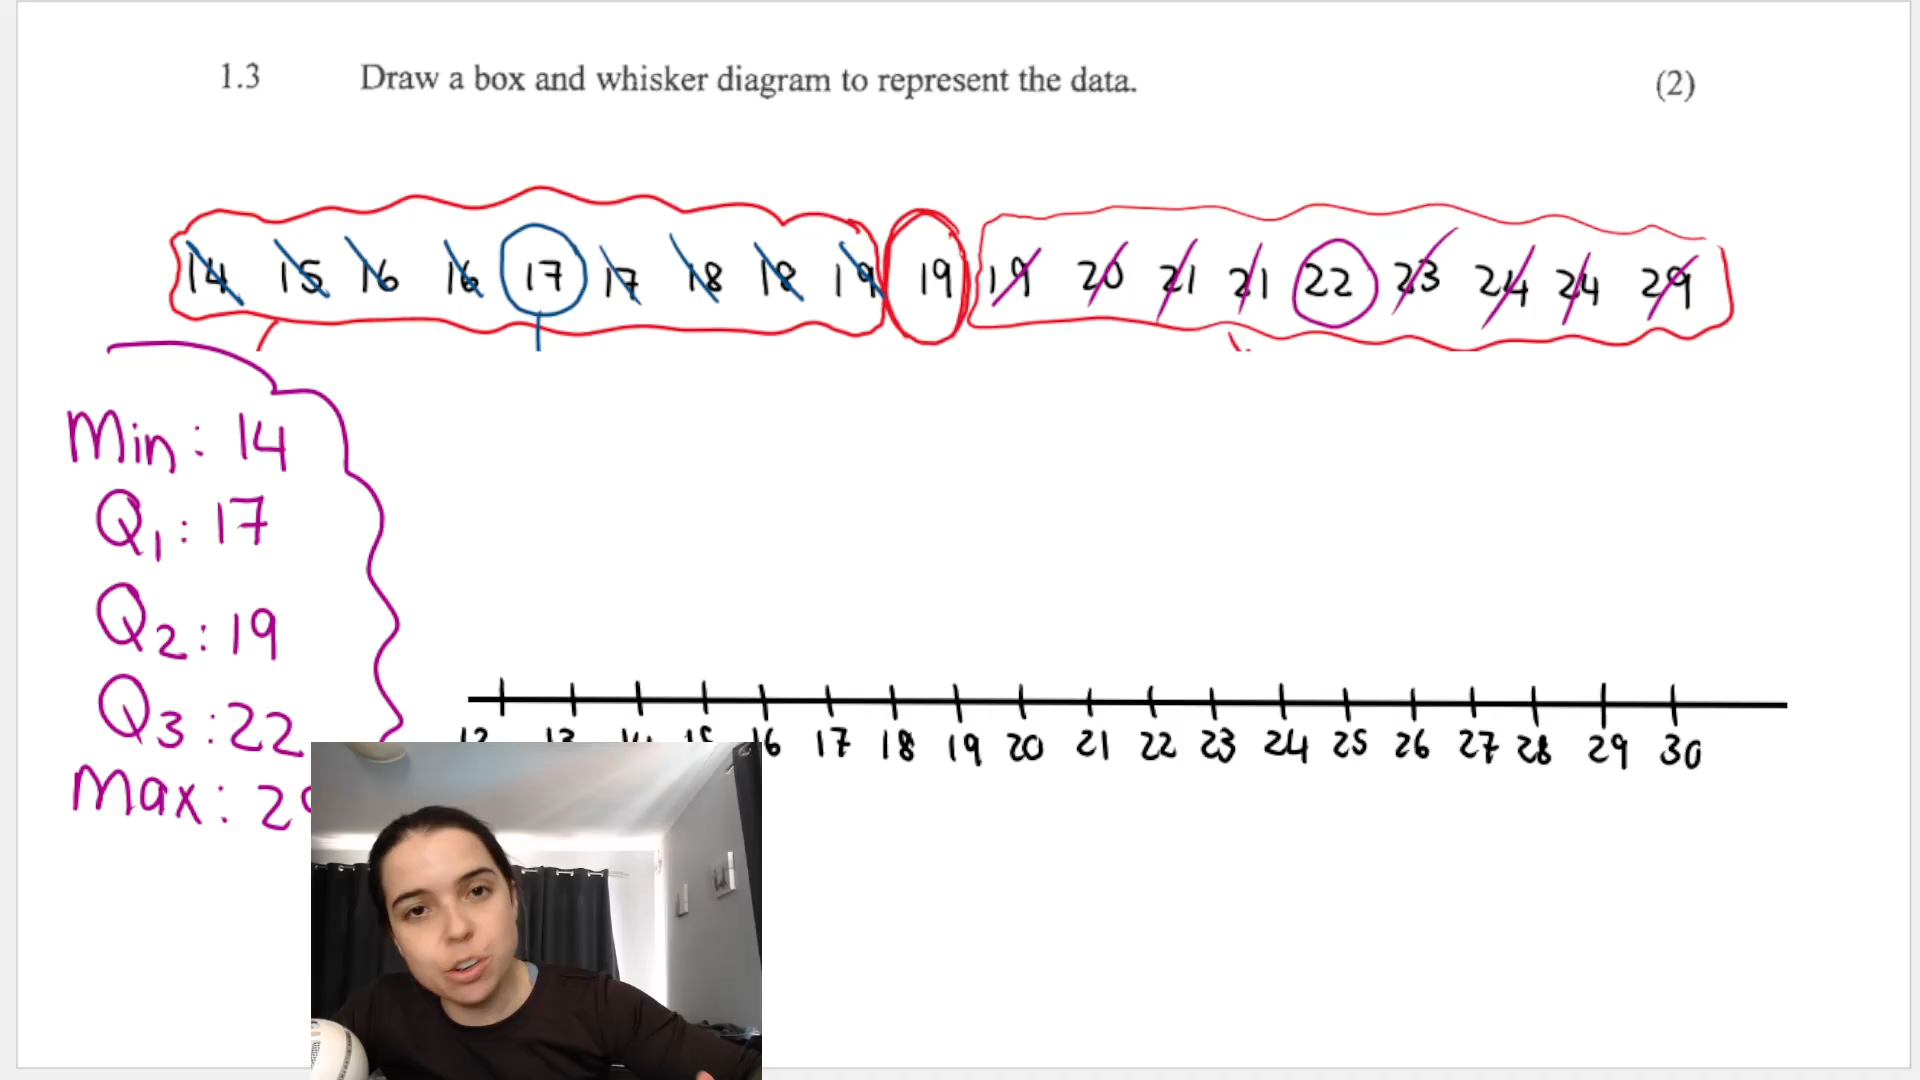 1.3 Draw a box and whisker diagram to represent the data. (2)
14 15 16 16 17 17 18 18 19 19 19 20 21 21 22 23 24 24 29
Min: 14
Q1: 17
Q2: 19
Q3: 22
Max: 2
16 17 18 19 20 21 22 23 24 25 26 27 28 29 30